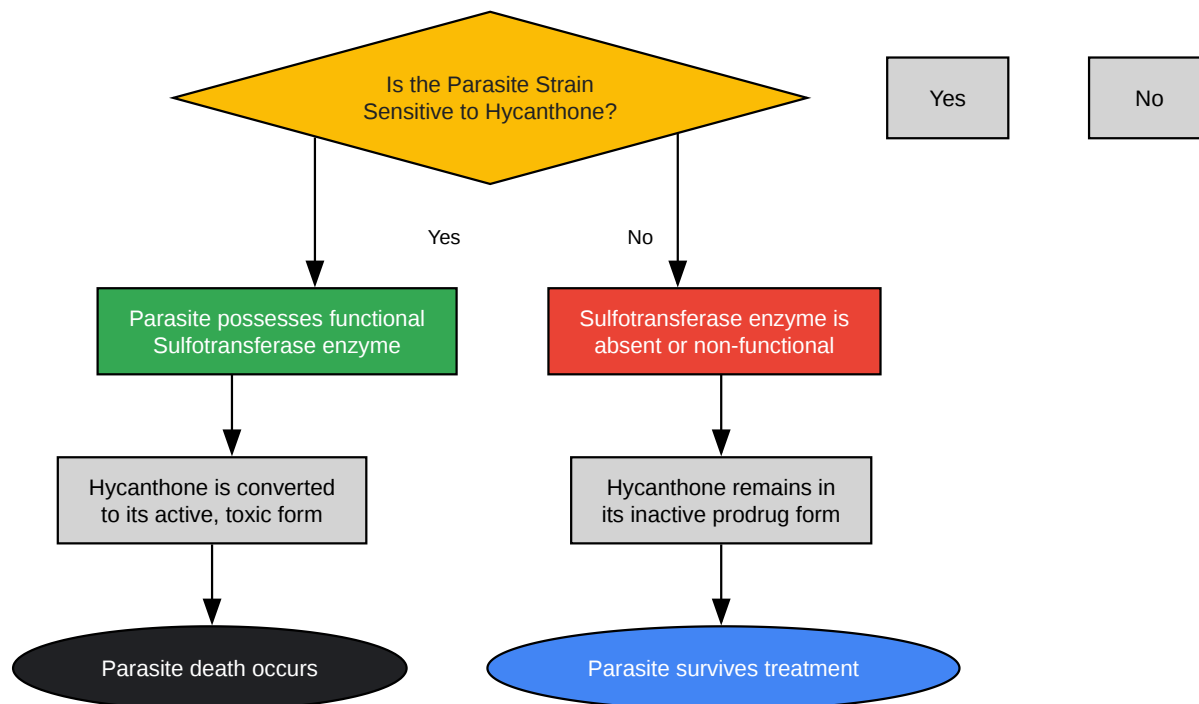 Is the Parasite Strain
Sensitive to Hycanthone?
Yes
No
Yes
No
Parasite possesses functional
Sulfotransferase enzyme
Sulfotransferase enzyme is
absent or non-functional
Hycanthone is converted
to its active, toxic form
Hycanthone remains in
its inactive prodrug form
Parasite death occurs
Parasite survives treatment